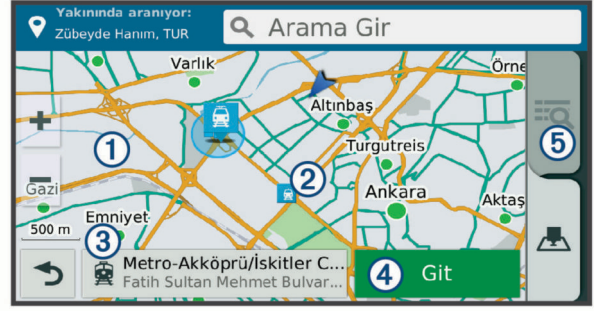 Yakınında aranıyor:
Zübeyde Hanım, TUR
Arama Gir
Varlık
Örne
Altınbaş
1
Turgutreis
5
2
Gazi
Ankara
Aktaş
Emniyet
500 m
3
Metro-Akköprü/İskitler C...
Fatih Sultan Mehmet Bulvar...
4
Git